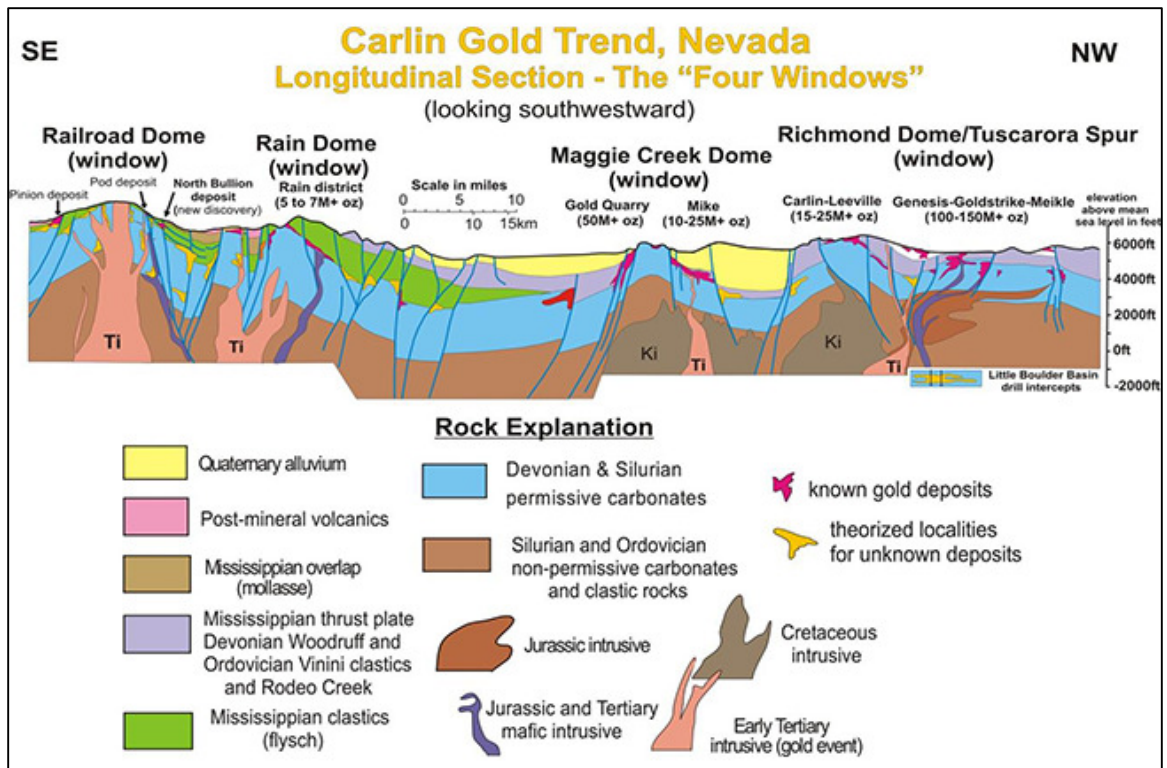 SE
Carlin Gold Trend, Nevada
NW
Longitudinal Section - The “Four Windows”
(looking southwestward)
Railroad Dome
(window)
Pinion deposit
Pod deposit
North Bullion
deposit
(new discovery)
Rain Dome
(window)
Rain district
(5 to 7M+ oz)
Scale in miles
0 5 10
0 10 15km
Maggie Creek Dome
(window)
Gold Quarry
(50M+ oz)
Mike
(10-25M+ oz)
Richmond Dome/Tuscarora Spur
(window)
Carlin-Leeville
(15-25M+ oz)
Genesis-Goldstrike-Meikle
(100-150M+ oz)
elevation
above mean
sea level in feet
6000ft
4000ft
2000ft
0ft
-2000ft
Ti
Ti
Ki
Ti
Ki
Ti
Little Boulder Basin
drill intercepts
Rock Explanation
Quaternary alluvium
Post-mineral volcanics
Mississippian overlap
(mollasse)
Mississippian thrust plate
Devonian Woodruff and
Ordovician Vinini clastics
and Rodeo Creek
Mississippian clastics
(flysch)
Devonian & Silurian
permissive carbonates
Silurian and Ordovician
non-permissive carbonates
and clastic rocks
Jurassic intrusive
Jurassic and Tertiary
mafic intrusive
known gold deposits
theorized localities
for unknown deposits
Cretaceous
intrusive
Early Tertiary
intrusive (gold event)